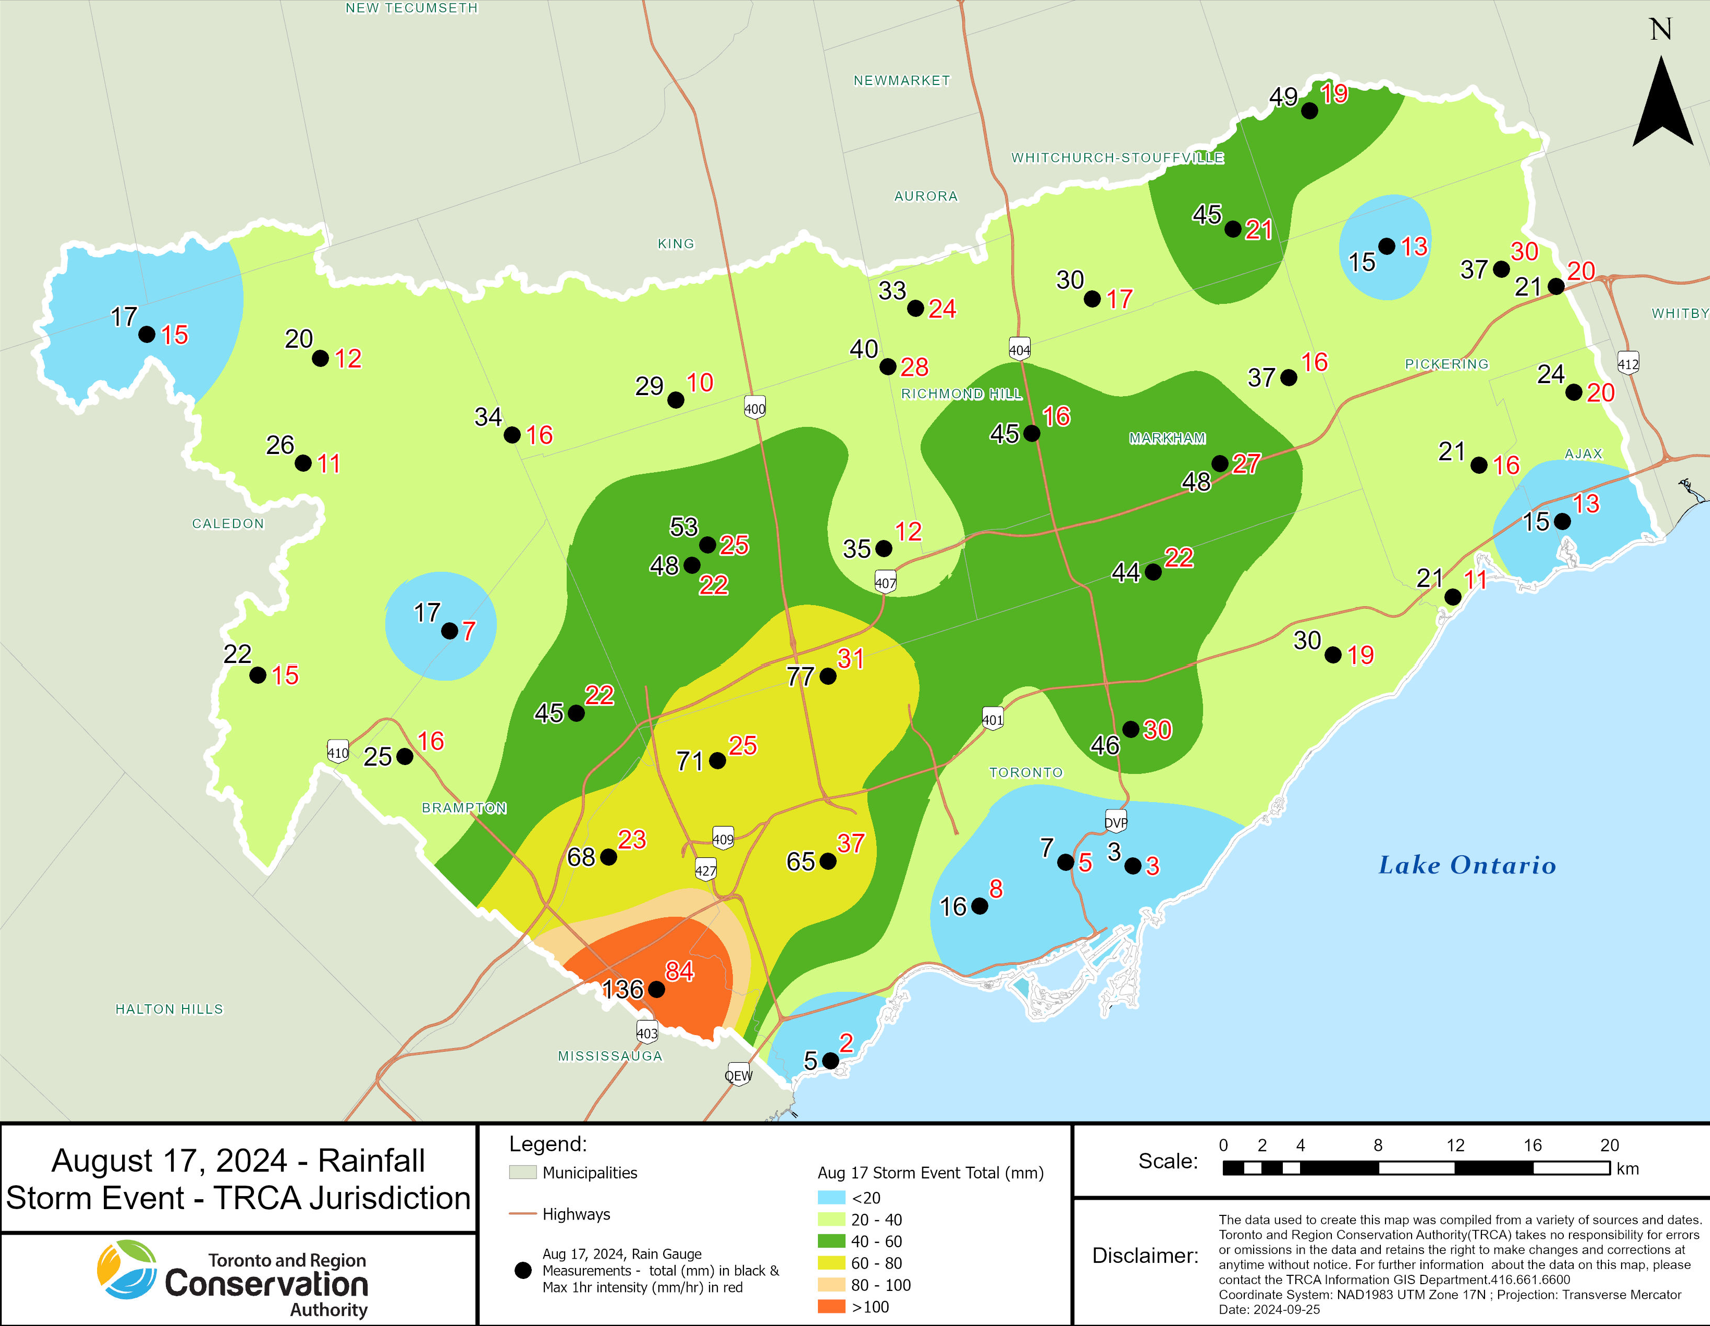 NEW TECUMSETH
N
NEWMARKET
49 19
WHITCHURCH-STOUFFVILLE
AURORA
45 21
KING
15 13
30
37
20
21
33 24
30 17
17 15
WHITBY
20 12
40 28
404
16
37
PICKERING
412
24 20
29 10
RICHMOND HILL
400
34 16
16
45
MARKHAM
27
48
26 11
21 16
AJAX
13
15
CALEDON
53 25
48 22
12
35
407
22
44
21 11
17 7
30 19
22 15
31
77
22
45
401
30
46
410
16
25
25
71
TORONTO
BRAMPTON
DVP
409
23
68
37
65
427
7 5
3 3
Lake Ontario
8
16
84
136
HALTON HILLS
403
MISSISSAUGA
2
5
QEW
August 17, 2024 - Rainfall
Storm Event - TRCA Jurisdiction
Toronto and Region
Conservation
Authority
Legend:
Municipalities
Highways
Aug 17, 2024, Rain Gauge
Measurements - total (mm) in black &
Max 1hr intensity (mm/hr) in red
Aug 17 Storm Event Total (mm)
<20
20 - 40
40 - 60
60 - 80
80 - 100
>100
Scale:
0 2 4 8 12 16 20
km
Disclaimer:
The data used to create this map was compiled from a variety of sources and dates.
Toronto and Region Conservation Authority(TRCA) takes no responsibility for errors
or omissions in the data and retains the right to make changes and corrections at
anytime without notice. For further information about the data on this map, please
contact the TRCA Information GIS Department.416.661.6600
Coordinate System: NAD1983 UTM Zone 17N ; Projection: Transverse Mercator
Date: 2024-09-25